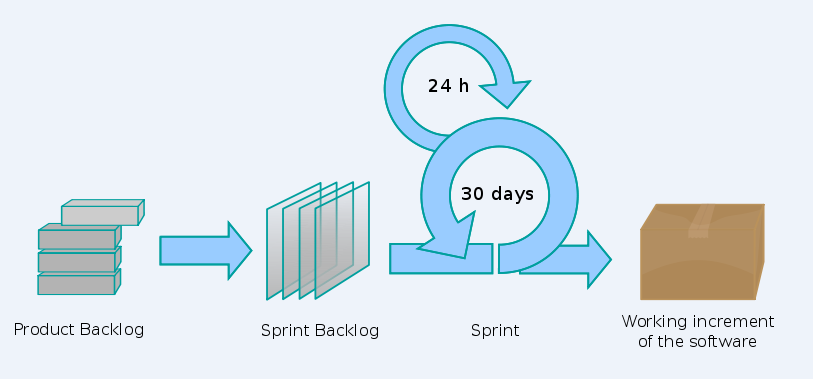 24 h
30 days
Product Backlog
Sprint Backlog
Sprint
Working increment
of the software